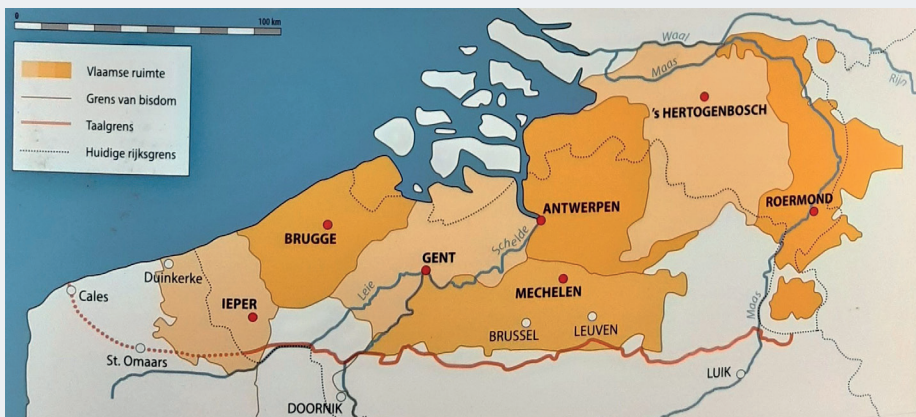 0
100 km
Vlaamse ruimte
Grens van bisdom
Taalgrens
Huidige rijksgrens
Waal
Maas
Rijn
's HERTOGENBOSCH
ROERMOND
ANTWERPEN
BRUGGE
Schelde
GENT
Duinkerke
Leie
MECHELEN
Cales
IEPER
BRUSSEL
LEUVEN
Maas
St. Omaars
LUIK
DOORNIK